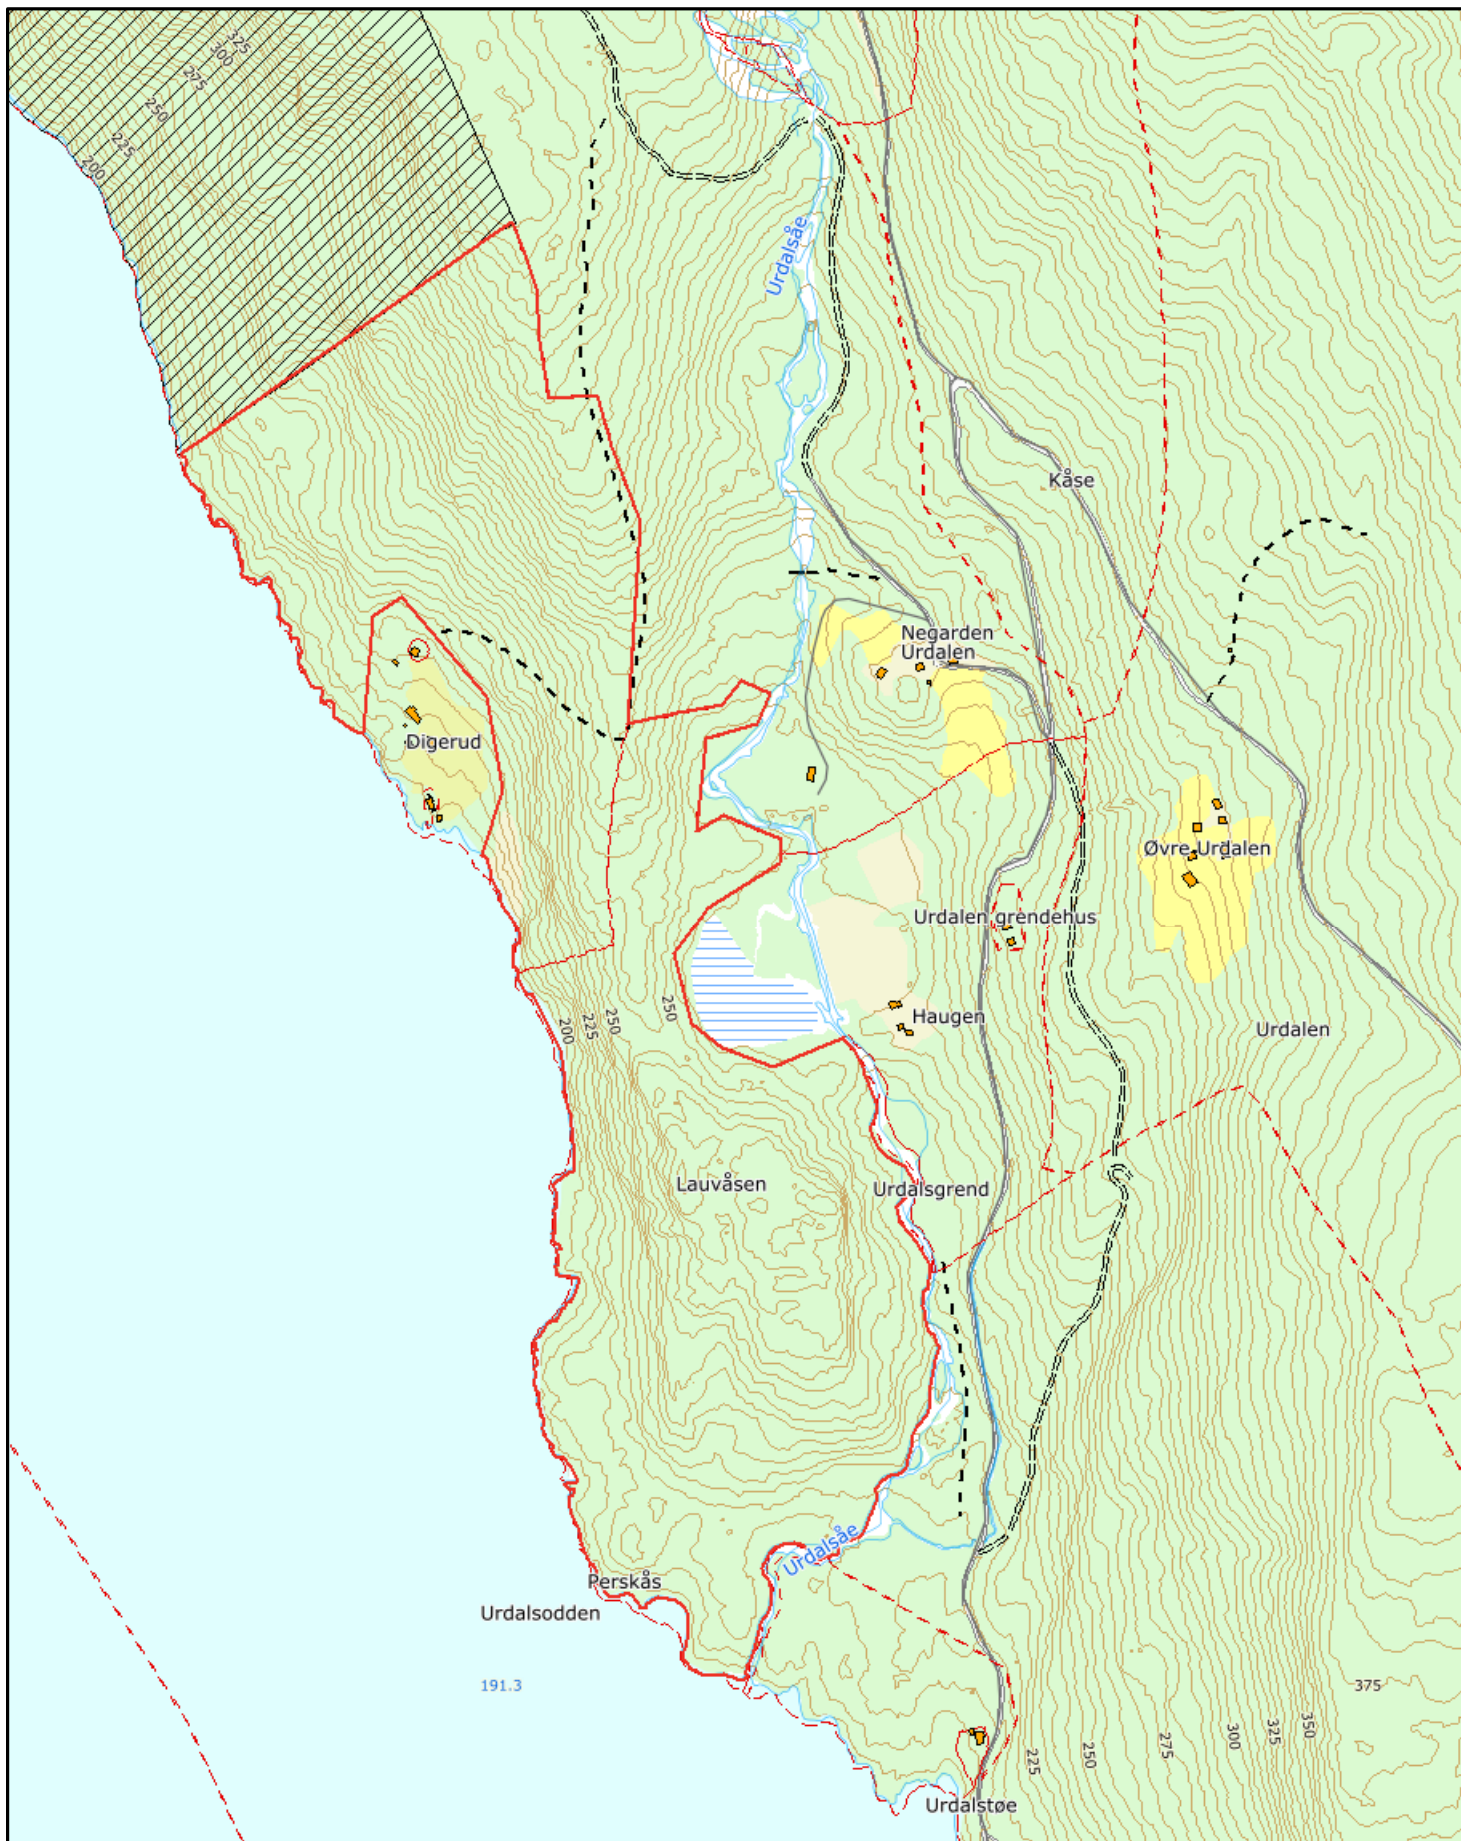 325
300
275
250
225
200
Urdalsåe
Kåse
Negarden
Urdalen
Digerud
Øvre Urdalen
Urdalen grendehus
250
250
225
200
Haugen
Urdalen
Lauvåsen
Urdalsgrend
Urdalsåe
Perskås
Urdalsodden
191.3
375
350
325
300
275
250
225
Urdalstøe